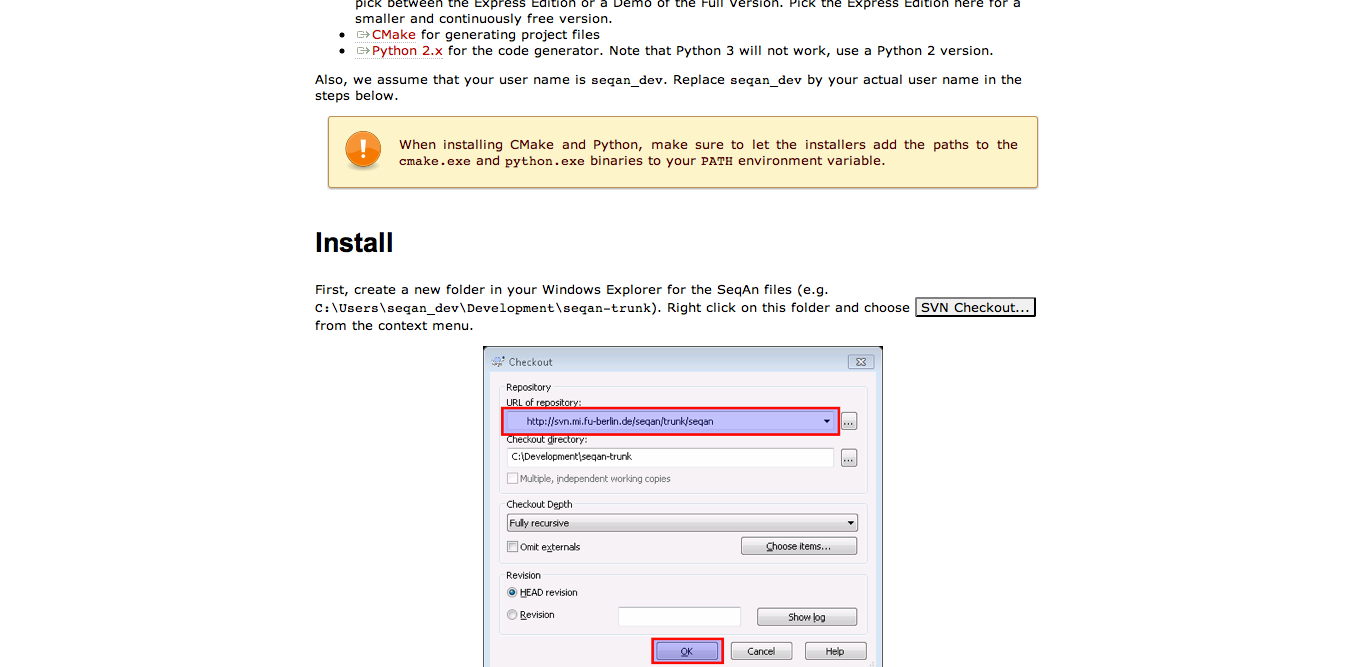 pick between the Express Edition or a Demo of the Full Version. Pick the Express Edition here for a
smaller and continuously free version.
CMake for generating project files
Python 2.x for the code generator. Note that Python 3 will not work, use a Python 2 version.
Also, we assume that your user name is seqan_dev. Replace seqan_dev by your actual user name in the
steps below.
When installing CMake and Python, make sure to let the installers add the paths to the
cmake.exe and python.exe binaries to your PATH environment variable.
Install
First, create a new folder in your Windows Explorer for the SeqAn files (e.g.
C:\Users\seqan_dev\Development\seqan-trunk). Right click on this folder and choose SVN Checkout...
from the context menu.
Checkout
Repository
URL of repository:
http://svn.mi.fu-berlin.de/seqan/trunk/seqan
...
Checkout directory:
C:\Development\seqan-trunk
...
Multiple, independent working copies
Checkout Depth
Fully recursive
Omit externals
Choose items...
Revision
HEAD revision
Revision
Show log
OK
Cancel
Help